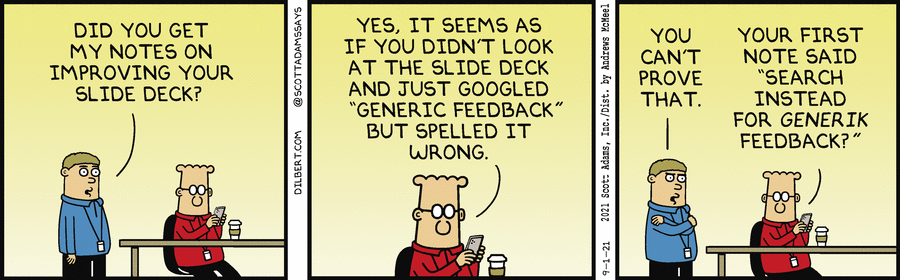 DID YOU GET
MY NOTES ON
IMPROVING YOUR
SLIDE DECK?
DILBERT.COM @SCOTTADAMSSAYS
YES, IT SEEMS AS
IF YOU DIDN'T LOOK
AT THE SLIDE DECK
AND JUST GOOGLED
"GENERIC FEEDBACK"
BUT SPELLED IT
WRONG.
9-1-21 2021 Scott Adams, Inc./Dist. by Andrews McMeel
YOU
CAN'T
PROVE
THAT.
YOUR FIRST
NOTE SAID
"SEARCH
INSTEAD
FOR GENERIK
FEEDBACK?"